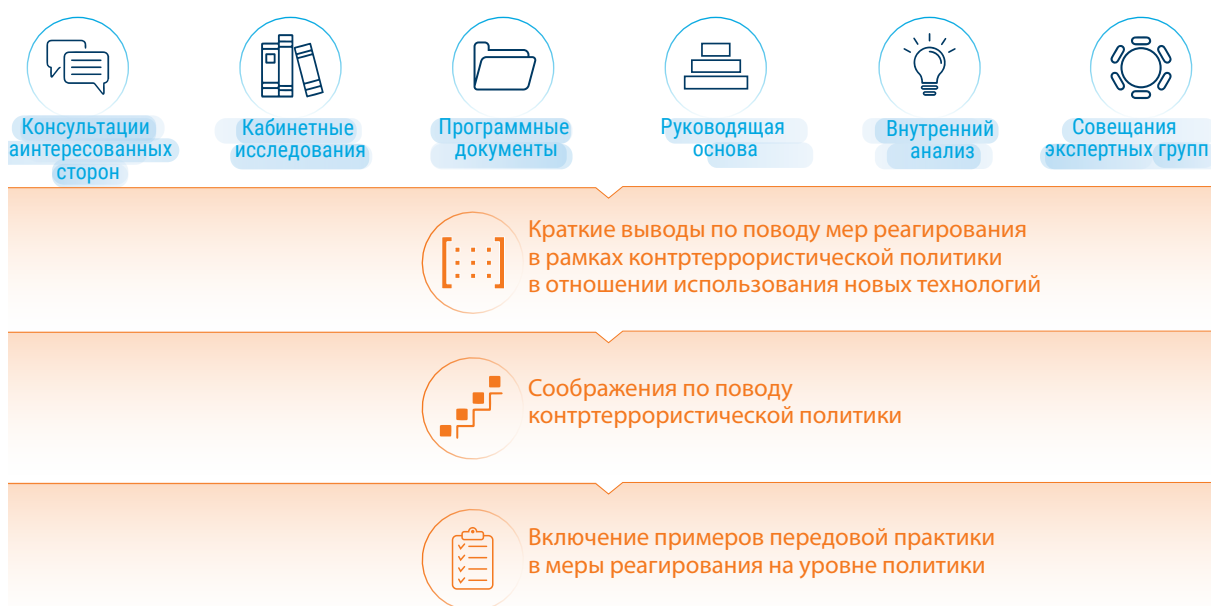 Консультации
аинтересованных
сторон
Кабинетные
исследования
Программные
документы
Руководящая
основа
Внутренний
анализ
Совещания
экспертных групп
Краткие выводы по поводу мер реагирования
в рамках контртеррористической политики
в отношении использования новых технологий
Соображения по поводу
контртеррористической политики
Включение примеров передовой практики
в меры реагирования на уровне политики